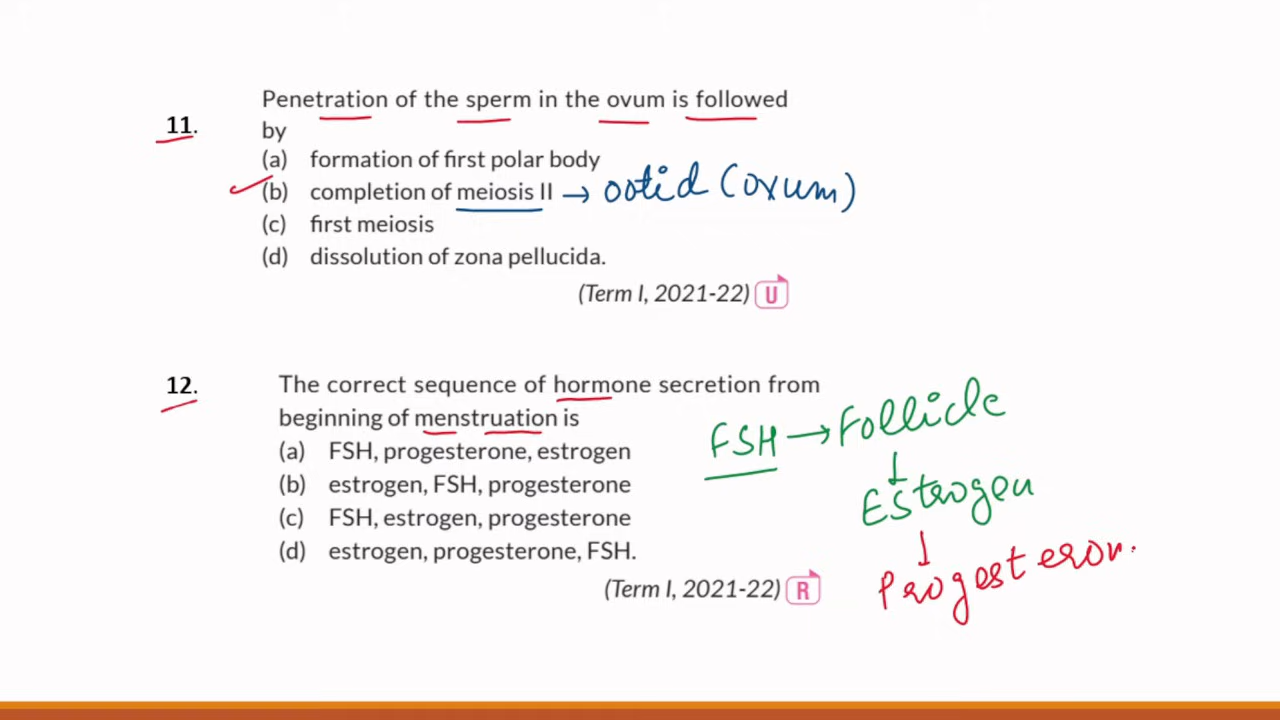 Penetration of the sperm in the ovum is followed
11.
by
(a) formation of first polar body
(b) completion of meiosis II → ootid (ovum)
(c) first meiosis
(d) dissolution of zona pellucida.
(Term I, 2021-22) U
12. The correct sequence of hormone secretion from
beginning of menstruation is
(a) FSH, progesterone, estrogen
(b) estrogen, FSH, progesterone
(c) FSH, estrogen, progesterone
(d) estrogen, progesterone, FSH.
(Term I, 2021-22) R
FSH → Follicle
↓
Estrogen
↓
Progesteron.